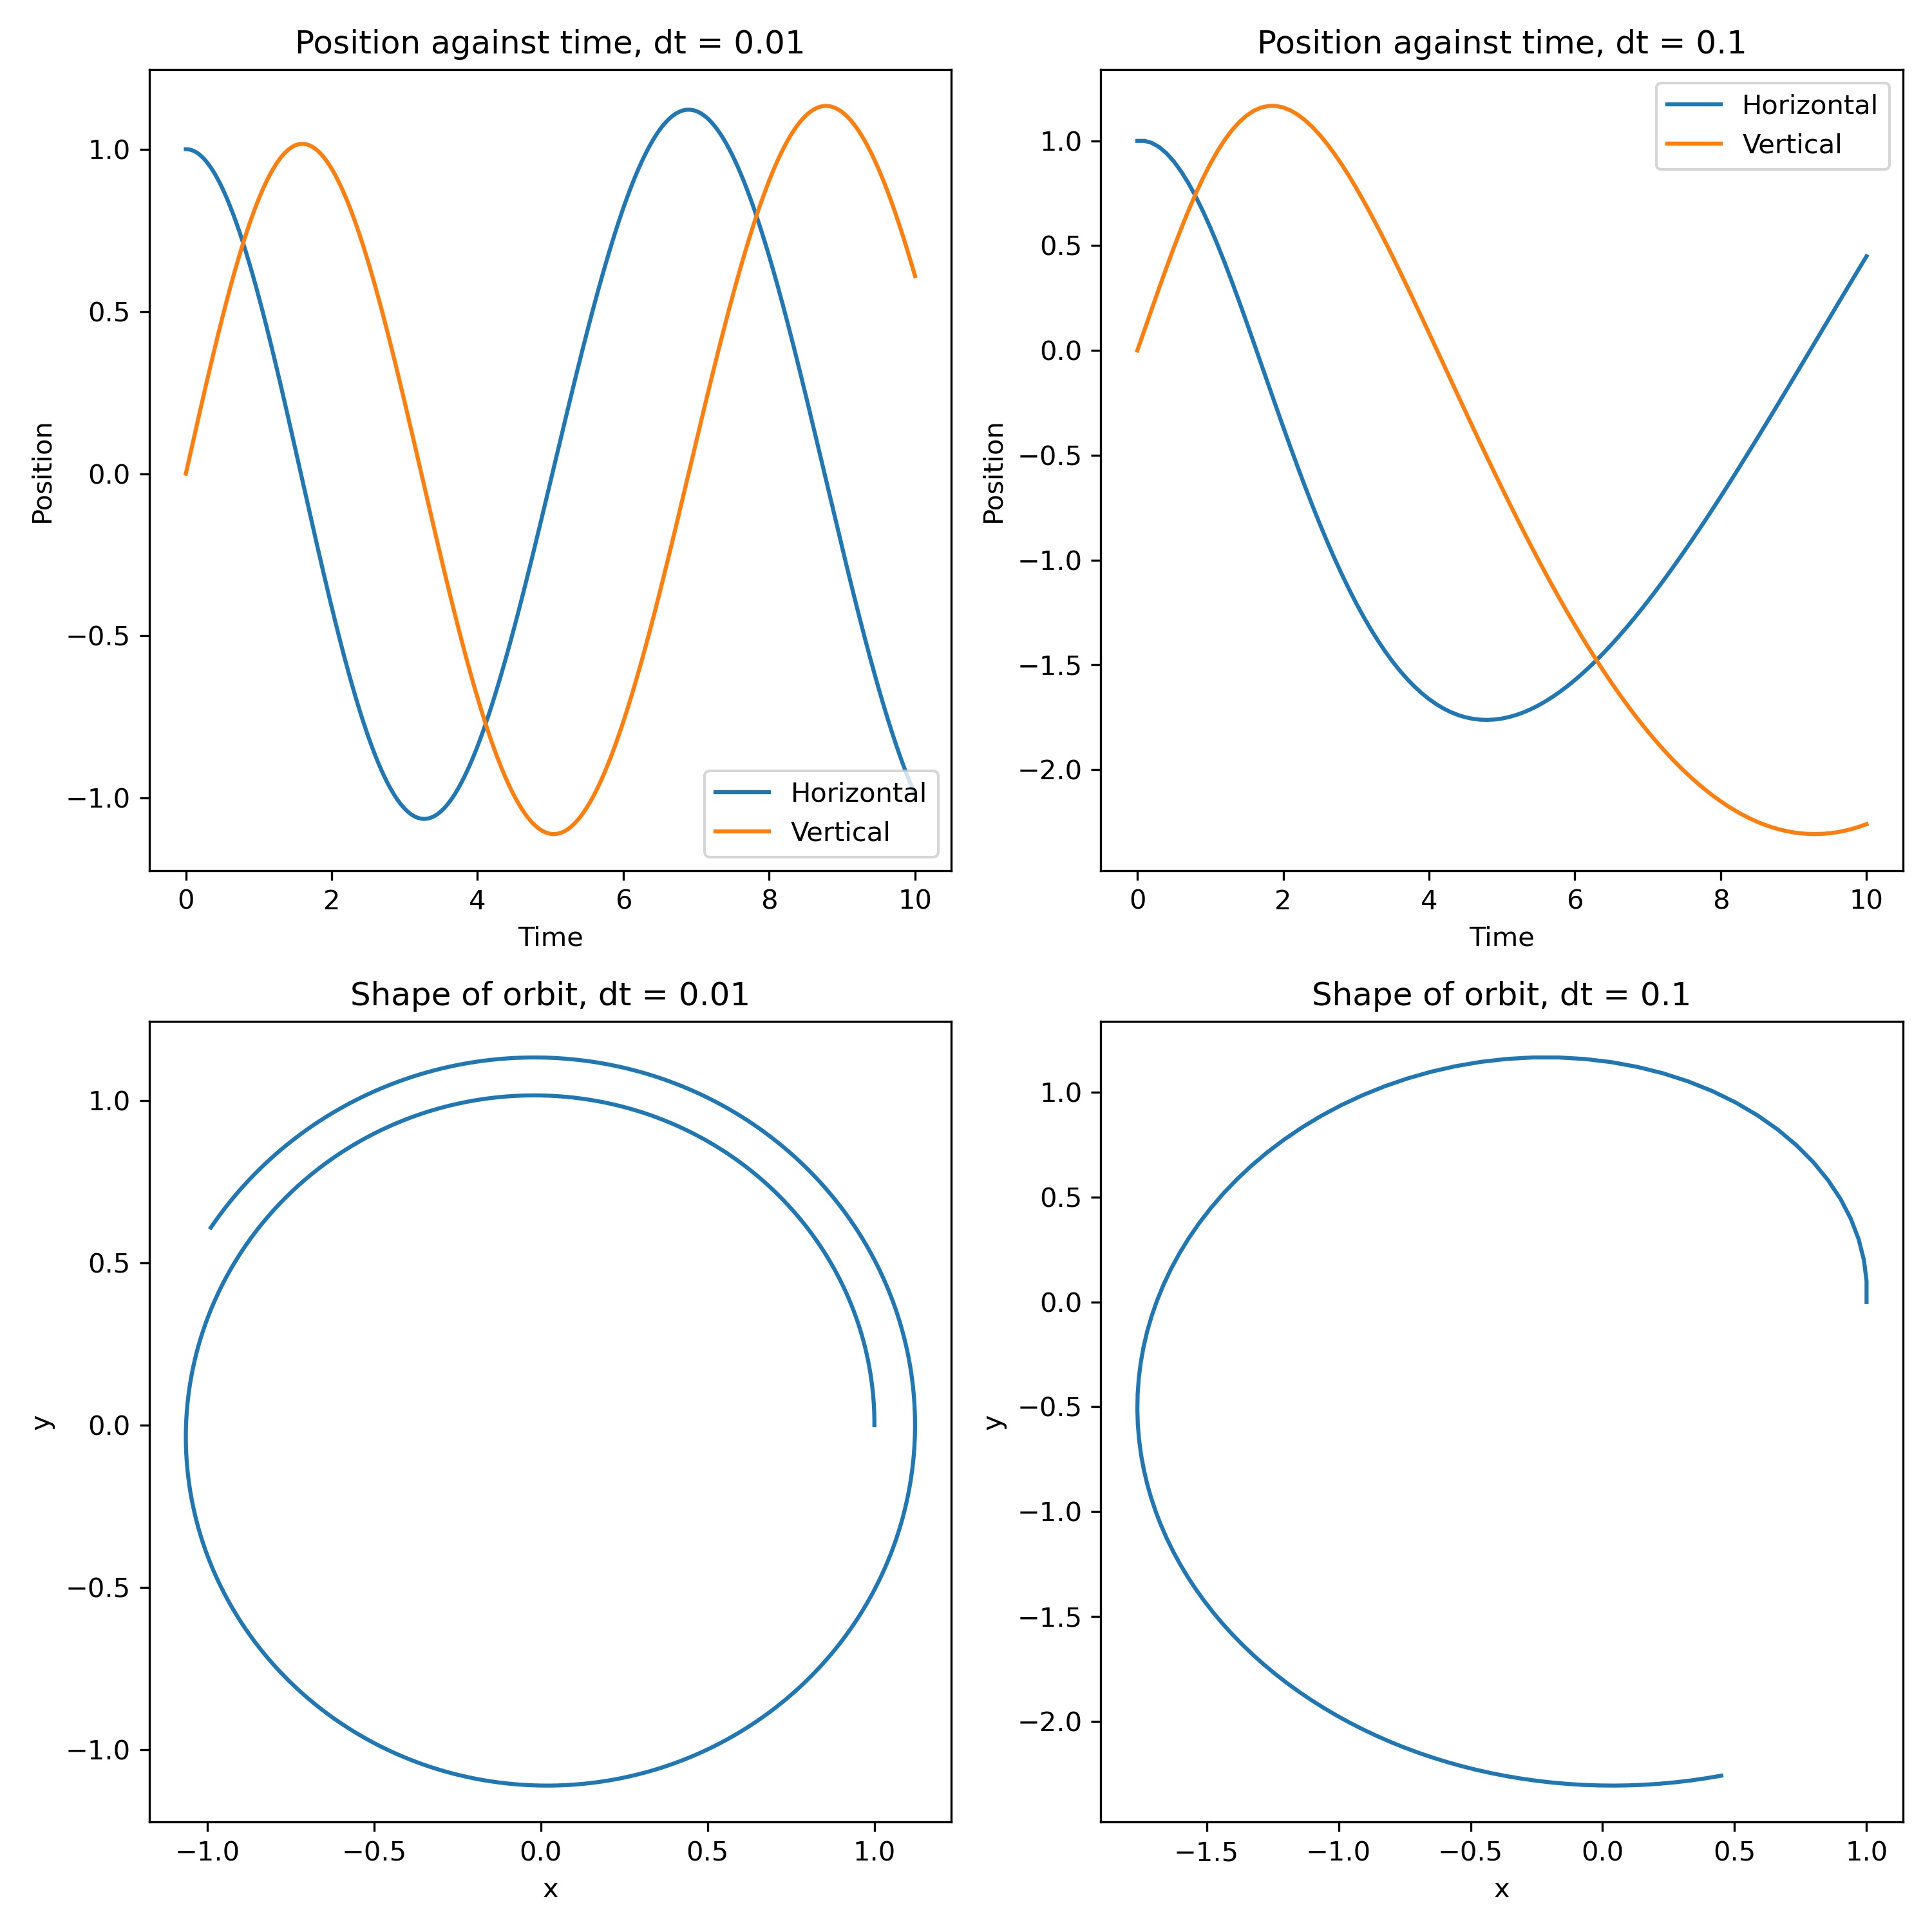 Position against time, dt = 0.01
1.0
0.5
0.0
−0.5
−1.0
Position
Horizontal
Vertical
0 2 4 6 8 10
Time
Position against time, dt = 0.1
1.0
0.5
0.0
−0.5
−1.0
−1.5
−2.0
Position
Horizontal
Vertical
0 2 4 6 8 10
Time
Shape of orbit, dt = 0.01
1.0
0.5
0.0
−0.5
−1.0
y
−1.0 −0.5 0.0 0.5 1.0
x
Shape of orbit, dt = 0.1
1.0
0.5
0.0
−0.5
−1.0
−1.5
−2.0
y
−1.5 −1.0 −0.5 0.0 0.5 1.0
x